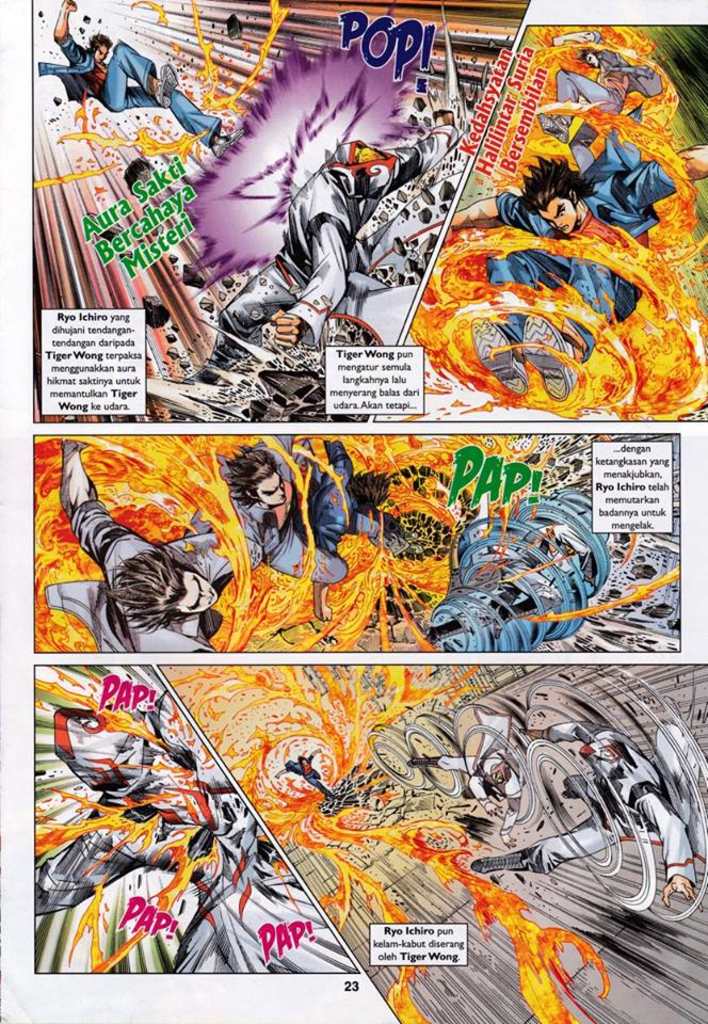 POP!
Aura Sakti
Bercahaya
Misteri
Kedahsyatan
Halilintar Suria
Bersembilan
Ryo Ichiro yang
dihujani tendangan-
tendangan daripada
Tiger Wong terpaksa
menggunakkan aura
hikmat saktinya untuk
memantulkan Tiger
Wong ke udara.
Tiger Wong pun
mengatur semula
langkahnya lalu
menyerang balas dari
udara. Akan tetapi...
PAP!
...dengan
ketangkasan yang
menakjubkan,
Ryo Ichiro telah
memutarkan
badannya untuk
mengelak.
PAP!
PAP!
PAP!
Ryo Ichiro pun
kelam-kabut diserang
oleh Tiger Wong.
23